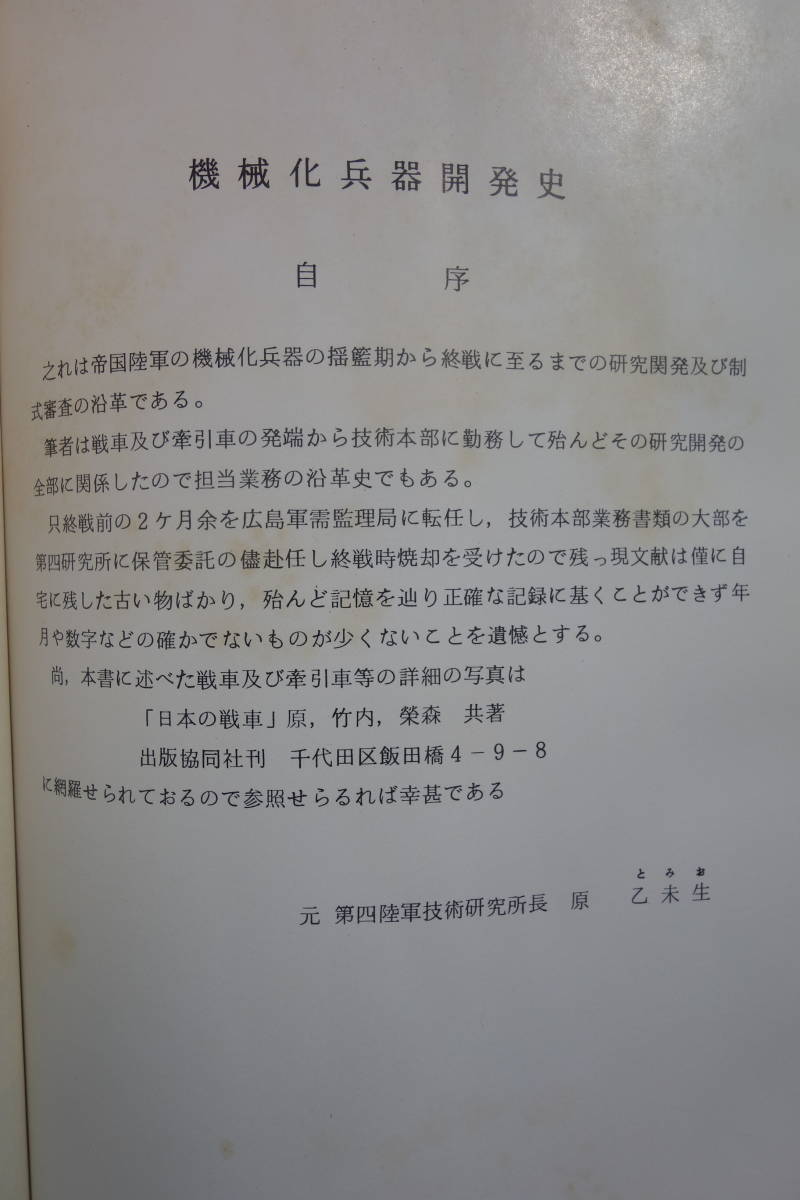 機械化兵器開発史
自　序
之れは帝国陸軍の機械化兵器の揺籃期から終戦に至るまでの研究関発及び制
式審査の沿革である。
筆者は戦車及び牽引車の発端から技術本部に勤務して殆んどその研究開発の
全部に関係したので担当業務の沿革史でもある。
只終戦前の2ケ月余を広島軍需監理局に転任し，技術本部業務書類の大部を
第四研究所に保管委託の儘赴任し終戦時焼却を受けたので残っ現文献は僅に自
宅に残した古い物ばかり，殆んど記憶を辿り正確な記録に基くことができず年
月や数字などの確かでないものが少くないことを遺憾とする。
尚，本書に述べた戦車及び牽引車等の詳細の写真は
「日本の戦車」原，竹内，榮森　共著
出版協同社刊　千代田区飯田橋4－9－8
に網羅せられておるので参照せらるれば幸甚である
とみお
元 第四陸軍技術研究所長　原　乙未生